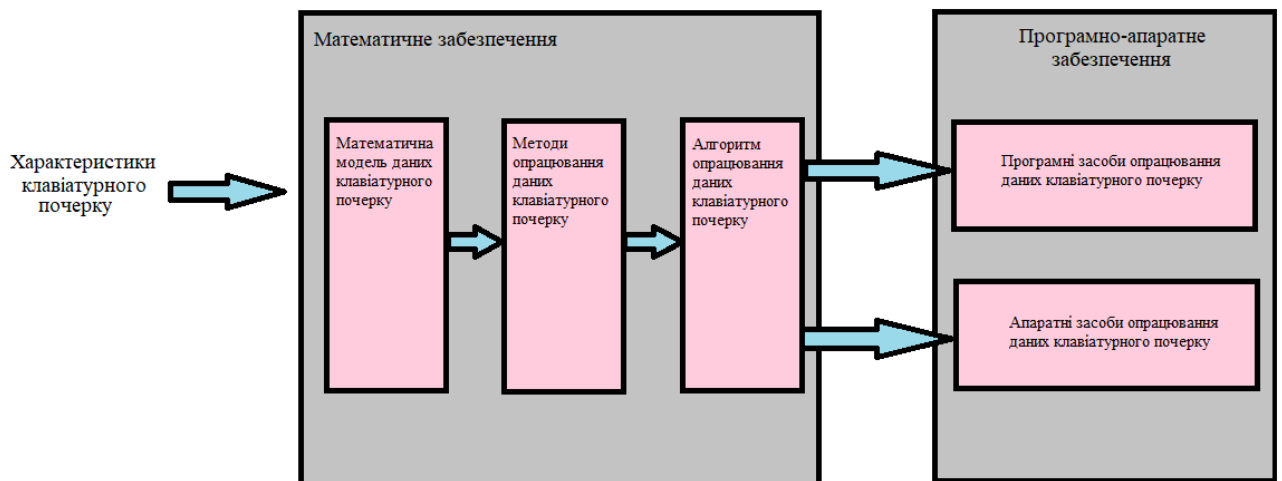 Характеристики
клавіатурного
почерку
Математичне забезпечення
Математична
модель даних
клавіатурного
почерку
Методи
опрацювання
даних
клавіатурного
почерку
Алгоритм
опрацювання
даних
клавіатурного
почерку
Програмно-апаратне
забезпечення
Програмні засоби опрацювання
даних клавіатурного почерку
Апаратні засоби опрацювання
даних клавіатурного почерку